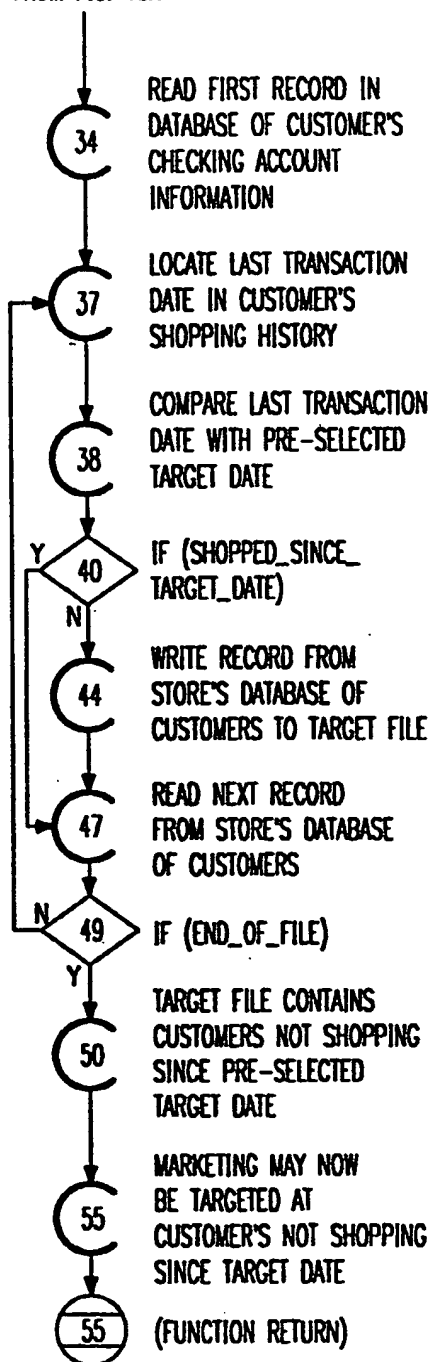 34
READ FIRST RECORD IN
DATABASE OF CUSTOMER'S
CHECKING ACCOUNT
INFORMATION
37
LOCATE LAST TRANSACTION
DATE IN CUSTOMER'S
SHOPPING HISTORY
38
COMPARE LAST TRANSACTION
DATE WITH PRE-SELECTED
TARGET DATE
Y
40
N
IF (SHOPPED_SINCE_
TARGET_DATE)
44
WRITE RECORD FROM
STORE'S DATABASE OF
CUSTOMERS TO TARGET FILE
47
READ NEXT RECORD
FROM STORE'S DATABASE
OF CUSTOMERS
N
49
Y
IF (END_OF_FILE)
50
TARGET FILE CONTAINS
CUSTOMERS NOT SHOPPING
SINCE PRE-SELECTED
TARGET DATE
55
MARKETING MAY NOW
BE TARGETED AT
CUSTOMER'S NOT SHOPPING
SINCE TARGET DATE
55
(FUNCTION RETURN)